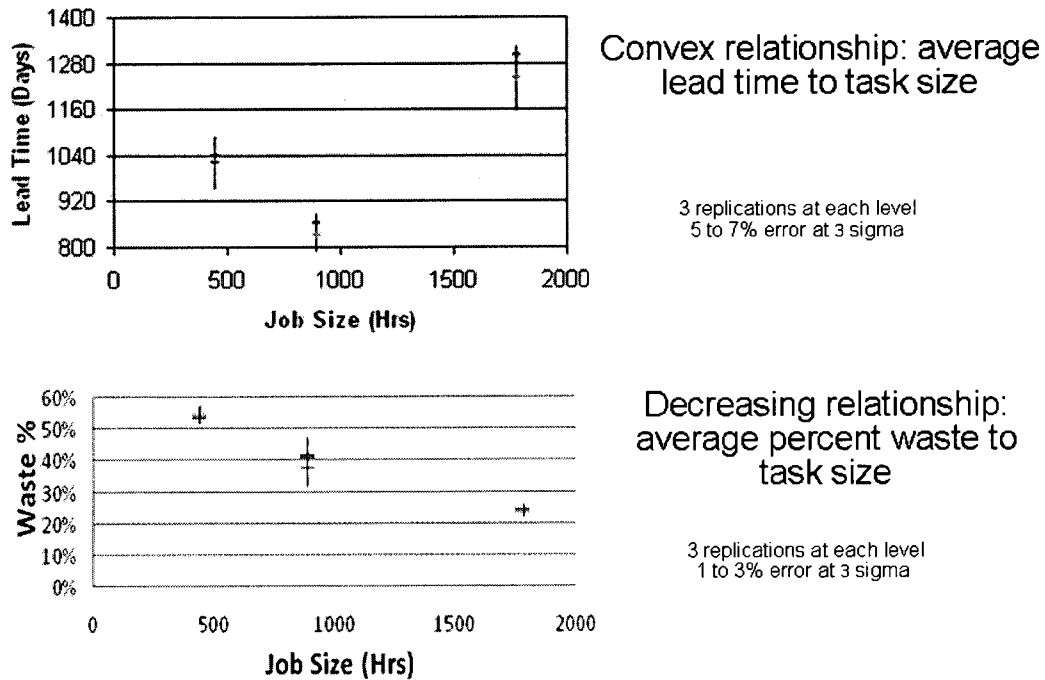 1400
1280
1160
1040
920
800
Lead Time (Days)
0 500 1000 1500 2000
Job Size (Hrs)
Convex relationship: average
lead time to task size
3 replications at each level
5 to 7% error at 3 sigma
60%
50%
40%
30%
20%
10%
0%
Waste %
0 500 1000 1500 2000
Job Size (Hrs)
Decreasing relationship:
average percent waste to
task size
3 replications at each level
1 to 3% error at 3 sigma